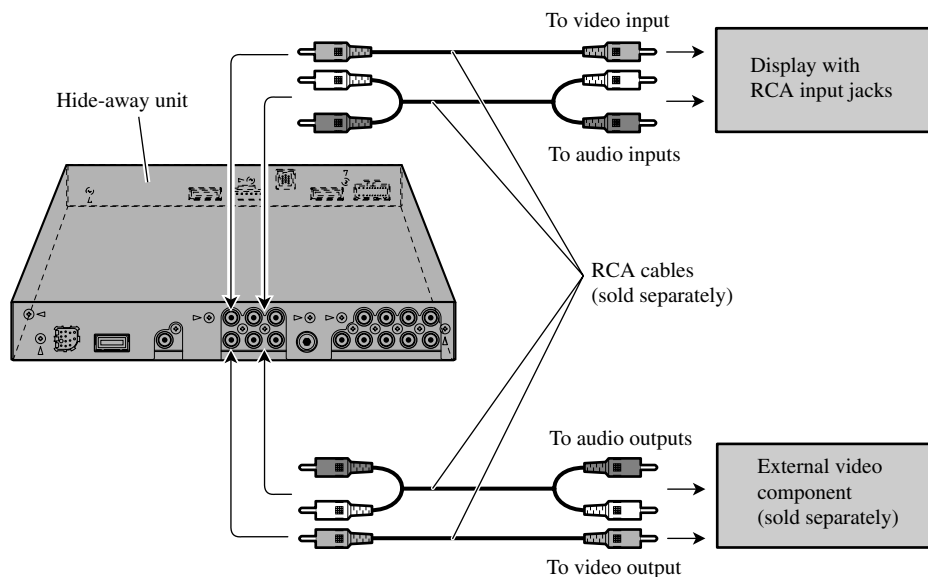 To video input
Display with
RCA input jacks
Hide-away unit
To audio inputs
RCA cables
(sold separately)
To audio outputs
External video
component
(sold separately)
To video output